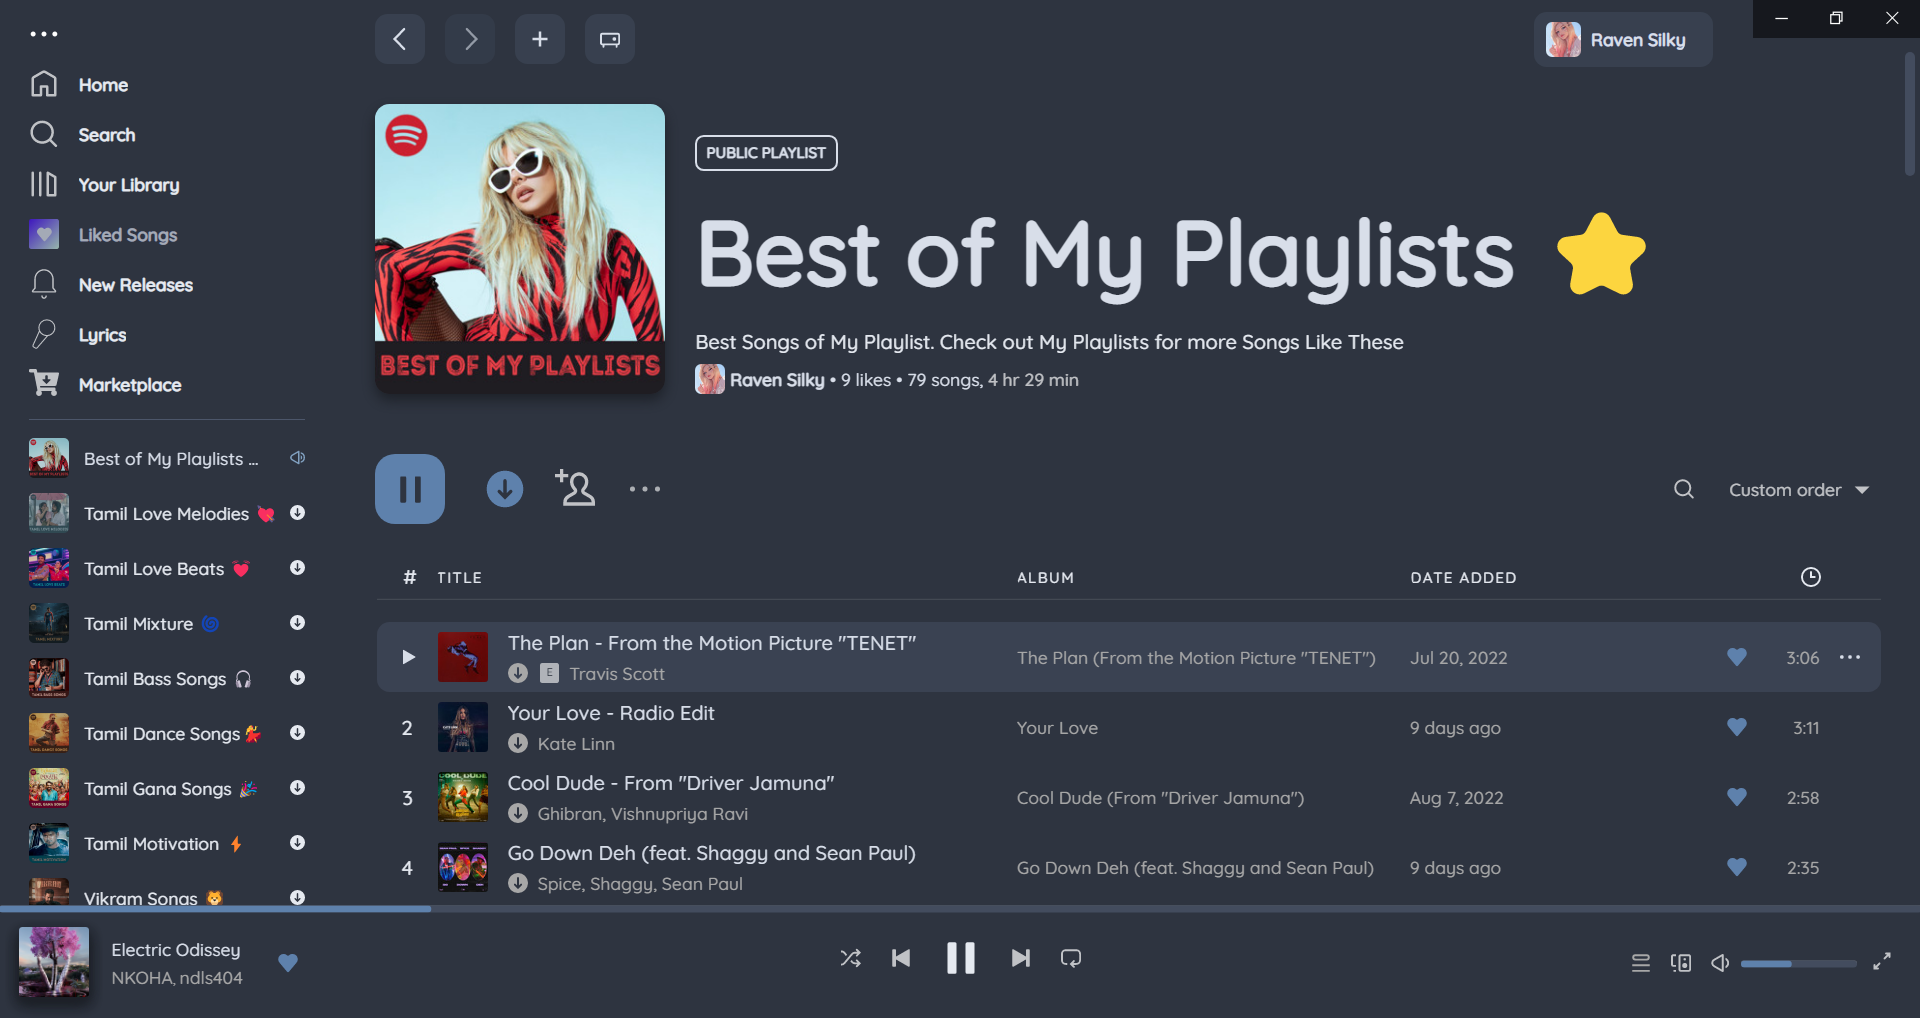 Raven Silky
Home
Search
Your Library
Liked Songs
New Releases
Lyrics
Marketplace
Best of My Playlists ...
Tamil Love Melodies 💘
Tamil Love Beats 💓
Tamil Mixture 🌀
Tamil Bass Songs 🎧
Tamil Dance Songs 💃
Tamil Gana Songs 🎉
Tamil Motivation ⚡
Vikram Songs 🦁
BEST OF MY PLAYLISTS
PUBLIC PLAYLIST
Best of My Playlists ⭐
Best Songs of My Playlist. Check out My Playlists for more Songs Like These
Raven Silky • 9 likes • 79 songs, 4 hr 29 min
Custom order
# TITLE ALBUM DATE ADDED
The Plan - From the Motion Picture "TENET"
E Travis Scott
The Plan (From the Motion Picture "TENET") Jul 20, 2022 3:06
2 Your Love - Radio Edit
Kate Linn
Your Love 9 days ago 3:11
3 Cool Dude - From "Driver Jamuna"
Ghibran, Vishnupriya Ravi
Cool Dude (From "Driver Jamuna") Aug 7, 2022 2:58
COOL DUDE
4 Go Down Deh (feat. Shaggy and Sean Paul)
Spice, Shaggy, Sean Paul
Go Down Deh (feat. Shaggy and Sean Paul) 9 days ago 2:35
Electric Odissey
NKOHA, ndls404